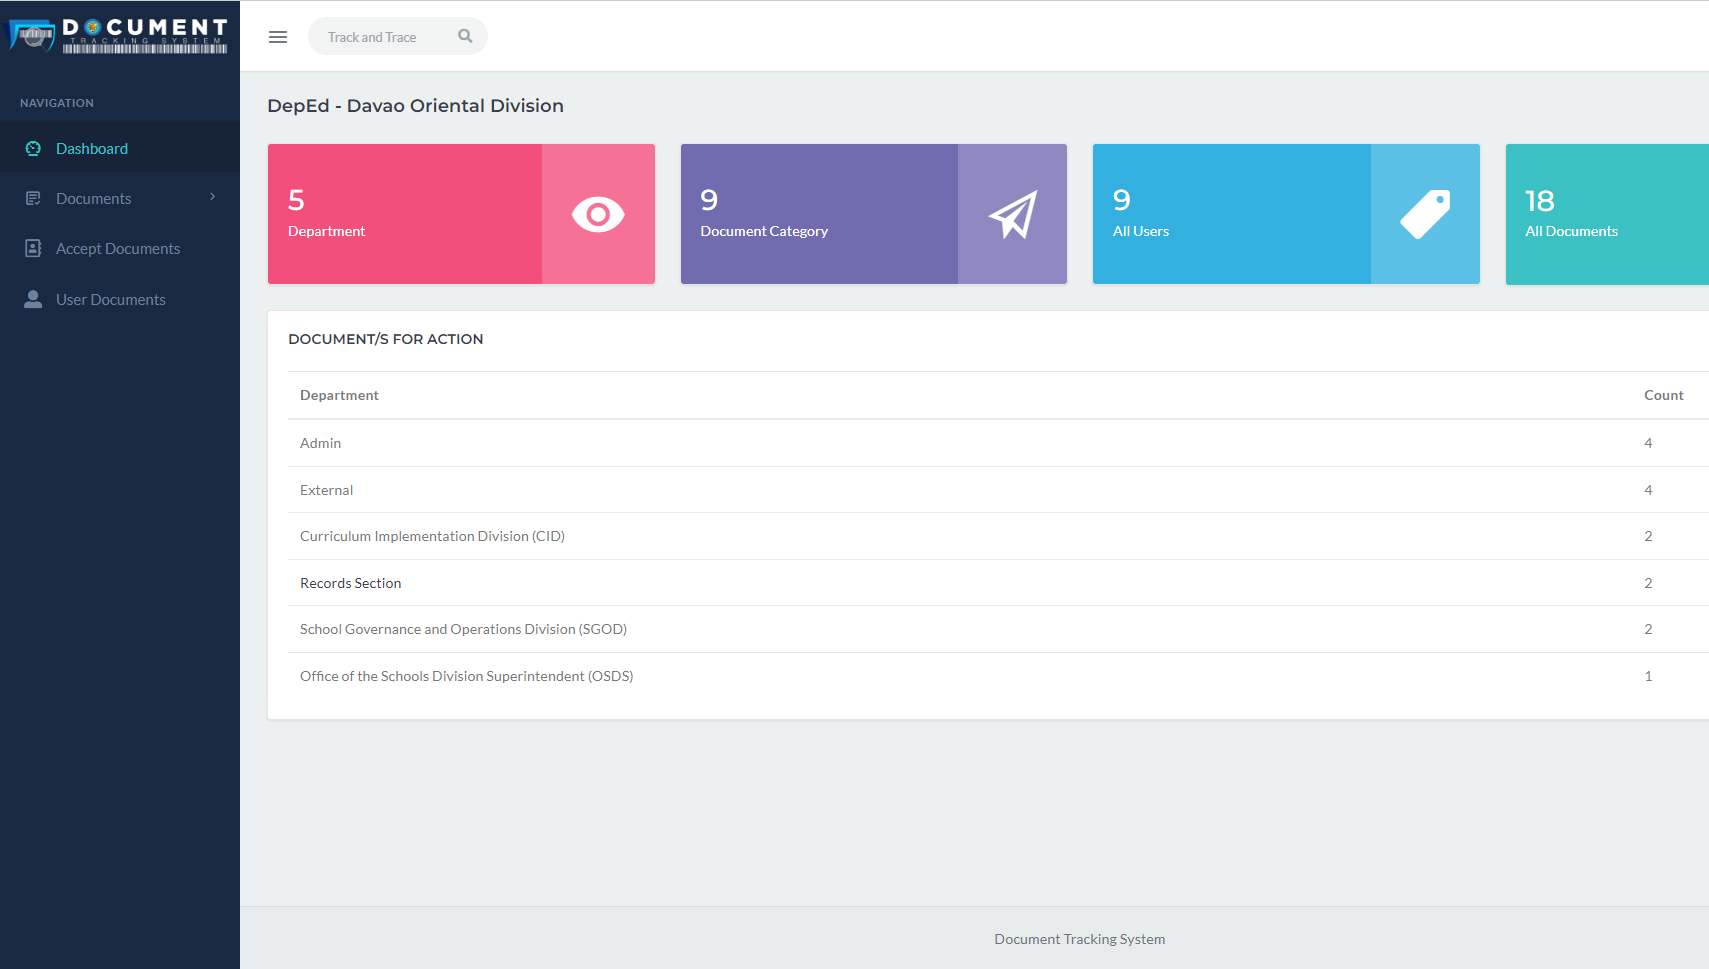 DOCUMENT
TRACKING SYSTEM
Track and Trace
NAVIGATION
Dashboard
Documents
Accept Documents
User Documents
DepEd - Davao Oriental Division
5
Department
9
Document Category
9
All Users
18
All Documents
DOCUMENT/S FOR ACTION
Department Count
Admin 4
External 4
Curriculum Implementation Division (CID) 2
Records Section 2
School Governance and Operations Division (SGOD) 2
Office of the Schools Division Superintendent (OSDS) 1
Document Tracking System